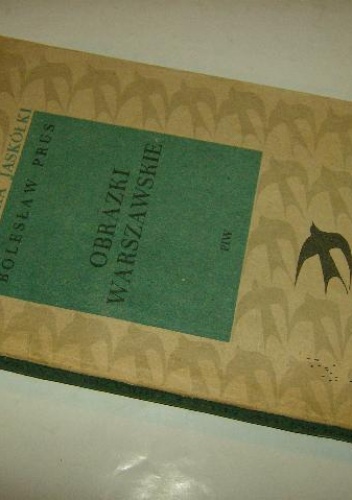 JASKÓŁKI
BOLESŁAW PRUS
OBRAZKI
WARSZAWSKIE
PIW